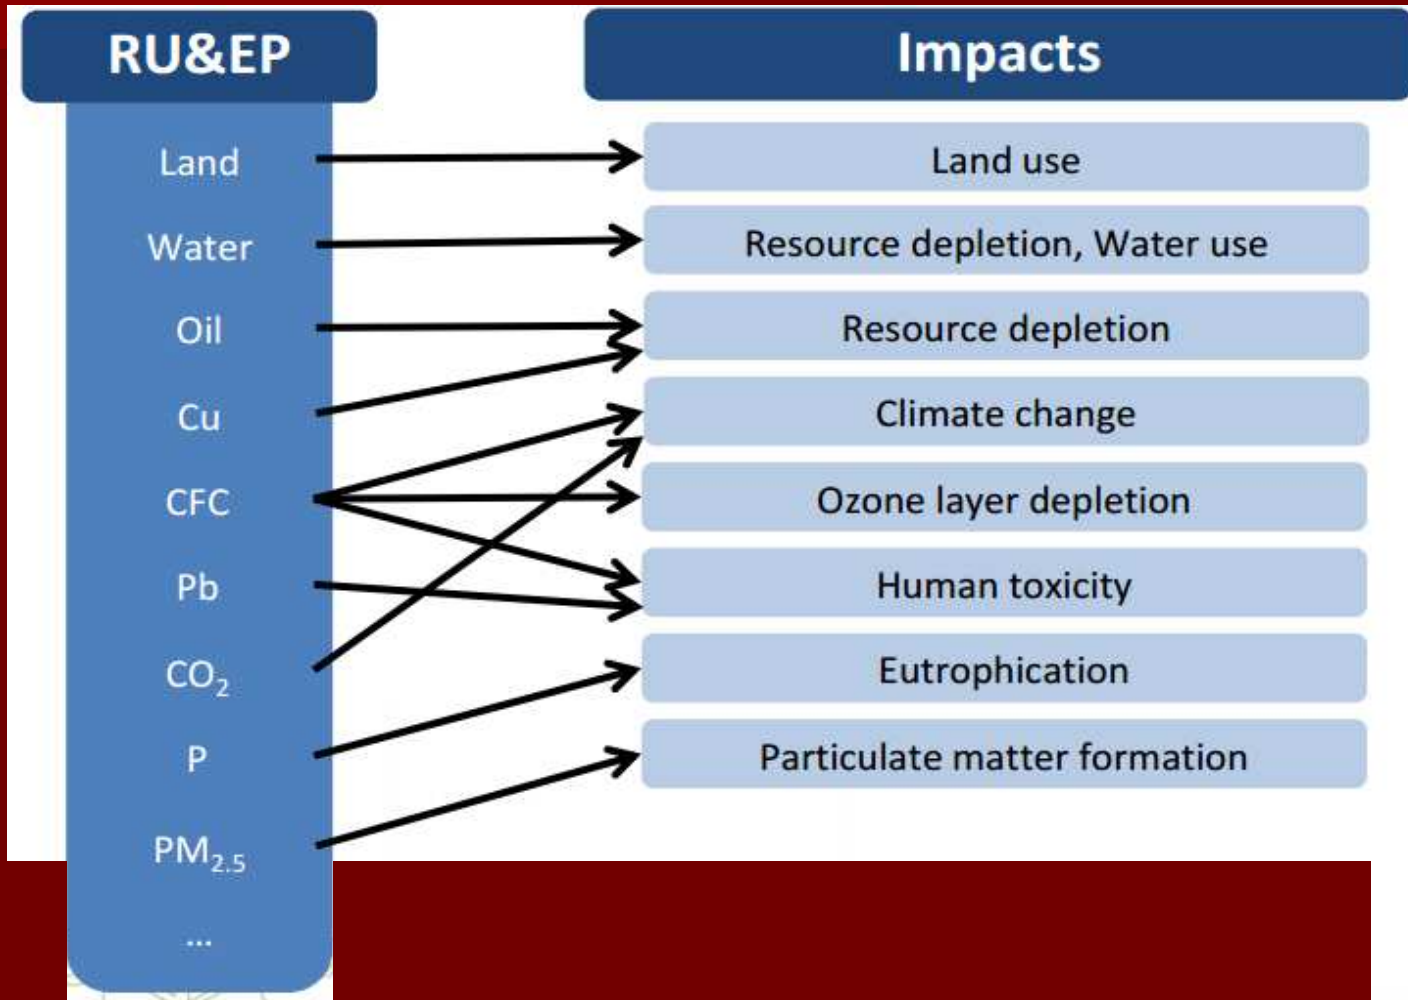 RU&EP
Land
Water
Oil
Cu
CFC
Pb
CO₂
P
PM₂.₅
...
Impacts
Land use
Resource depletion, Water use
Resource depletion
Climate change
Ozone layer depletion
Human toxicity
Eutrophication
Particulate matter formation